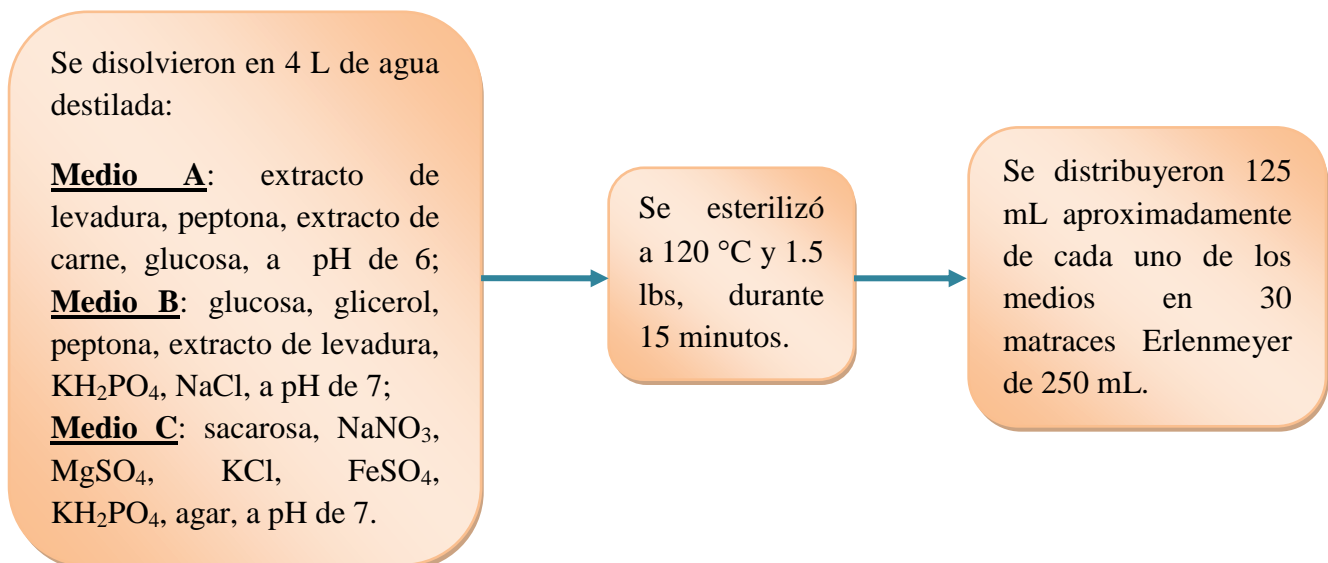 Se disolvieron en 4 L de agua
destilada:
Medio A: extracto de
levadura, peptona, extracto de
carne, glucosa, a pH de 6;
Medio B: glucosa, glicerol,
peptona, extracto de levadura,
KH₂PO₄, NaCl, a pH de 7;
Medio C: sacarosa, NaNO₃,
MgSO₄, KCl, FeSO₄,
KH₂PO₄, agar, a pH de 7.
Se esterilizó
a 120 °C y 1.5
lbs, durante
15 minutos.
Se distribuyeron 125
mL aproximadamente
de cada uno de los
medios en 30
matraces Erlenmeyer
de 250 mL.